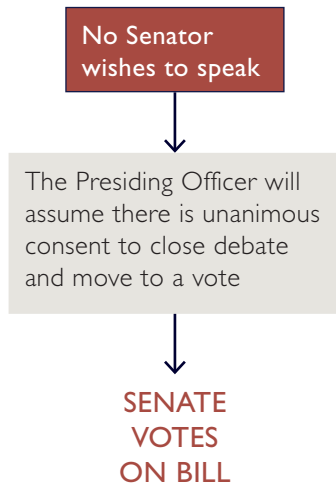 No Senator
wishes to speak
The Presiding Officer will
assume there is unanimous
consent to close debate
and move to a vote
SENATE
VOTES
ON BILL